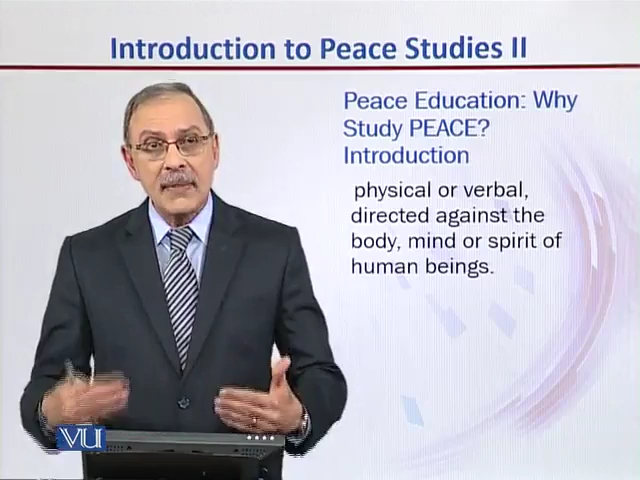 Introduction to Peace Studies II
Peace Education: Why
Study PEACE?
Introduction
physical or verbal,
directed against the
body, mind or spirit of
human beings.
VU